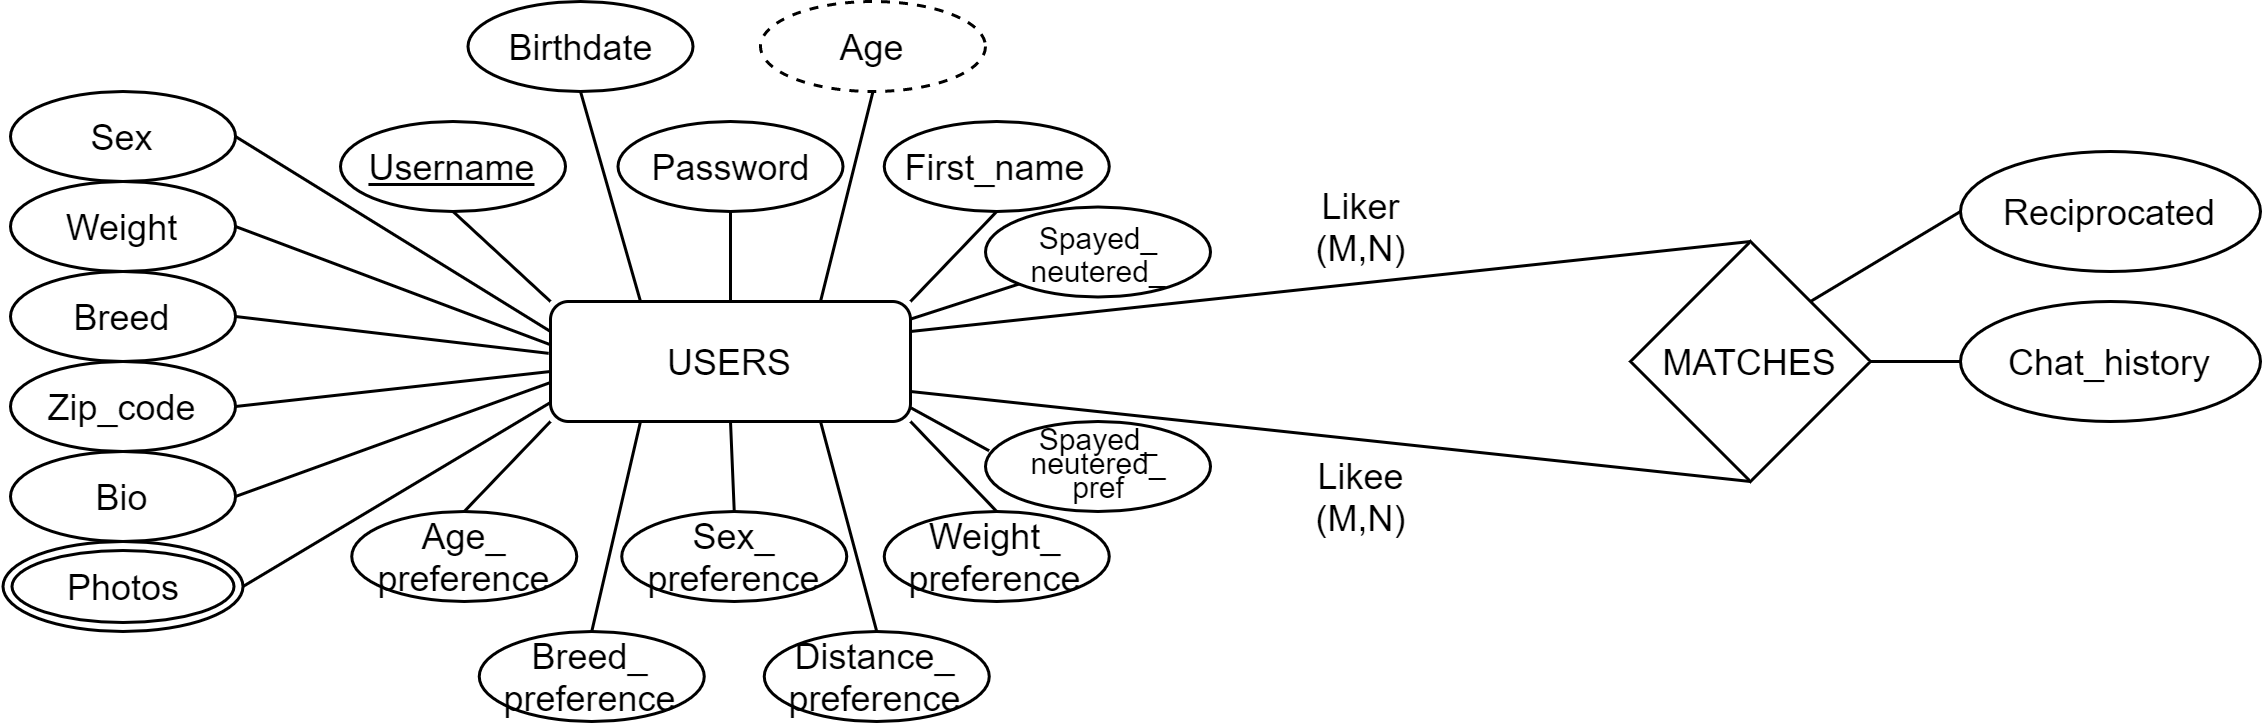 Birthdate
Age
Sex
Username
Password
First_name
Weight
Spayed_
neutered_
Liker
(M,N)
Reciprocated
Breed
USERS
MATCHES
Chat_history
Zip_code
Spayed_
neutered_
pref
Likee
(M,N)
Bio
Age_
preference
Sex_
preference
Weight_
preference
Photos
Breed_
preference
Distance_
preference